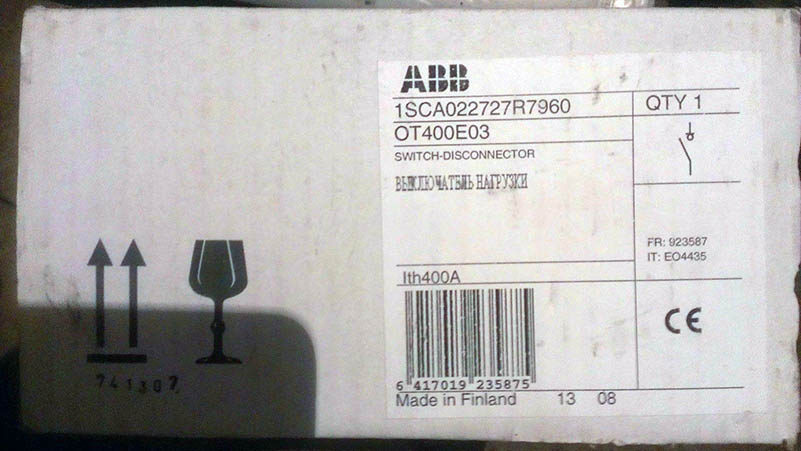 ABB
1SCA022727R7960
QTY 1
OT400E03
SWITCH-DISCONNECTOR
ВЫКЛЮЧАТЕЛЬ НАГРУЗКИ
FR: 923587
IT: EO4435
Ith400A
CE
6 417019 235875
Made in Finland 13 08
741307